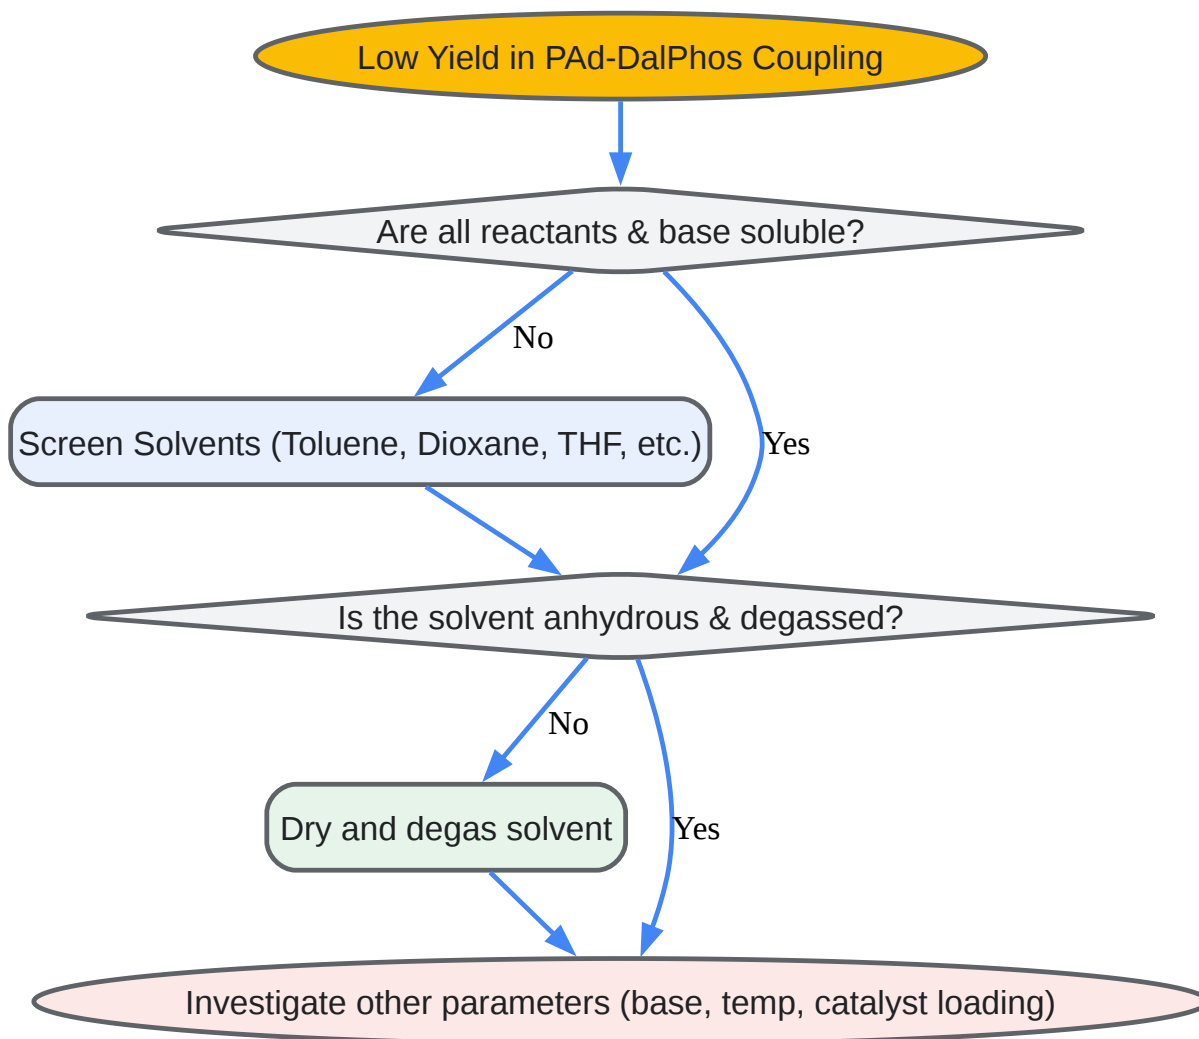 Low Yield in PAd-DalPhos Coupling
Are all reactants & base soluble?
No
Screen Solvents (Toluene, Dioxane, THF, etc.)
Yes
Is the solvent anhydrous & degassed?
No
Dry and degas solvent
Yes
Investigate other parameters (base, temp, catalyst loading)